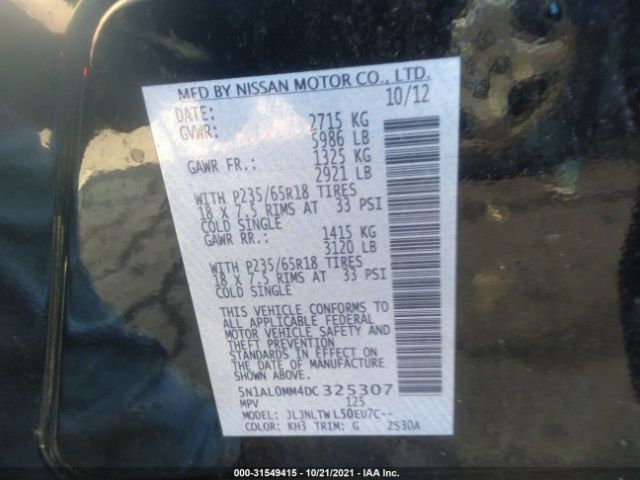 MFD BY NISSAN MOTOR CO., LTD.
DATE: 10/12
GVWR: 2715 KG
5986 LB
GAWR FR.: 1325 KG
2921 LB
WITH P235/65R18 TIRES
18 X 7.5 RIMS AT 33 PSI
COLD SINGLE
GAWR RR.: 1415 KG
3120 LB
WITH P235/65R18 TIRES
18 X 7.5 RIMS AT 33 PSI
COLD SINGLE
THIS VEHICLE CONFORMS TO
ALL APPLICABLE FEDERAL
MOTOR VEHICLE SAFETY AND
THEFT PREVENTION
STANDARDS IN EFFECT ON
THE DATE OF MANUFACTURE
SHOWN ABOVE.
5N1AL0MM4DC325307
MPV 125
MODEL: JLJNLTWL50EU7C--
COLOR: KH3 TRIM: G 2S3DA
000-31549415 - 10/21/2021 - IAA Inc.